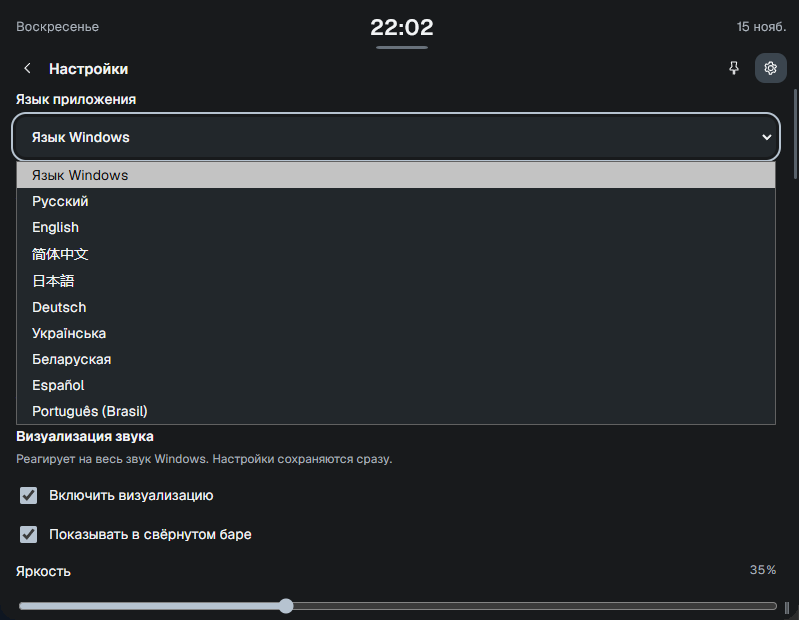 Воскресенье 22:02 15 нояб.
Настройки
Язык приложения
Язык Windows
Язык Windows
Русский
English
简体中文
日本語
Deutsch
Українська
Беларуская
Español
Português (Brasil)
Визуализация звука
Реагирует на весь звук Windows. Настройки сохраняются сразу.
Включить визуализацию
Показывать в свёрнутом баре
Яркость 35%